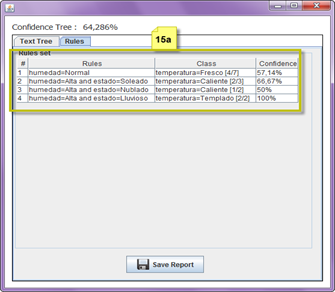 Confidence Tree : 64,286%
15a
Text Tree Rules
Rules set
# Rules Class Confidence
1 humedad=Normal temperatura=Fresco [4/7] 57,14%
2 humedad=Alta and estado=Soleado temperatura=Caliente [2/3] 66,67%
3 humedad=Alta and estado=Nublado temperatura=Caliente [1/2] 50%
4 humedad=Alta and estado=Lluvioso temperatura=Templado [2/2] 100%
Save Report